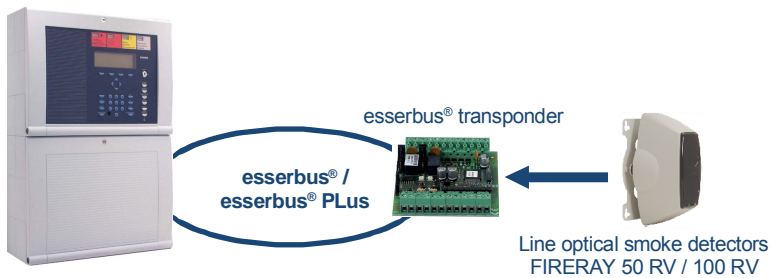 esserbus® transponder
esserbus® /
esserbus® PLus
Line optical smoke detectors
FIRERAY 50 RV / 100 RV